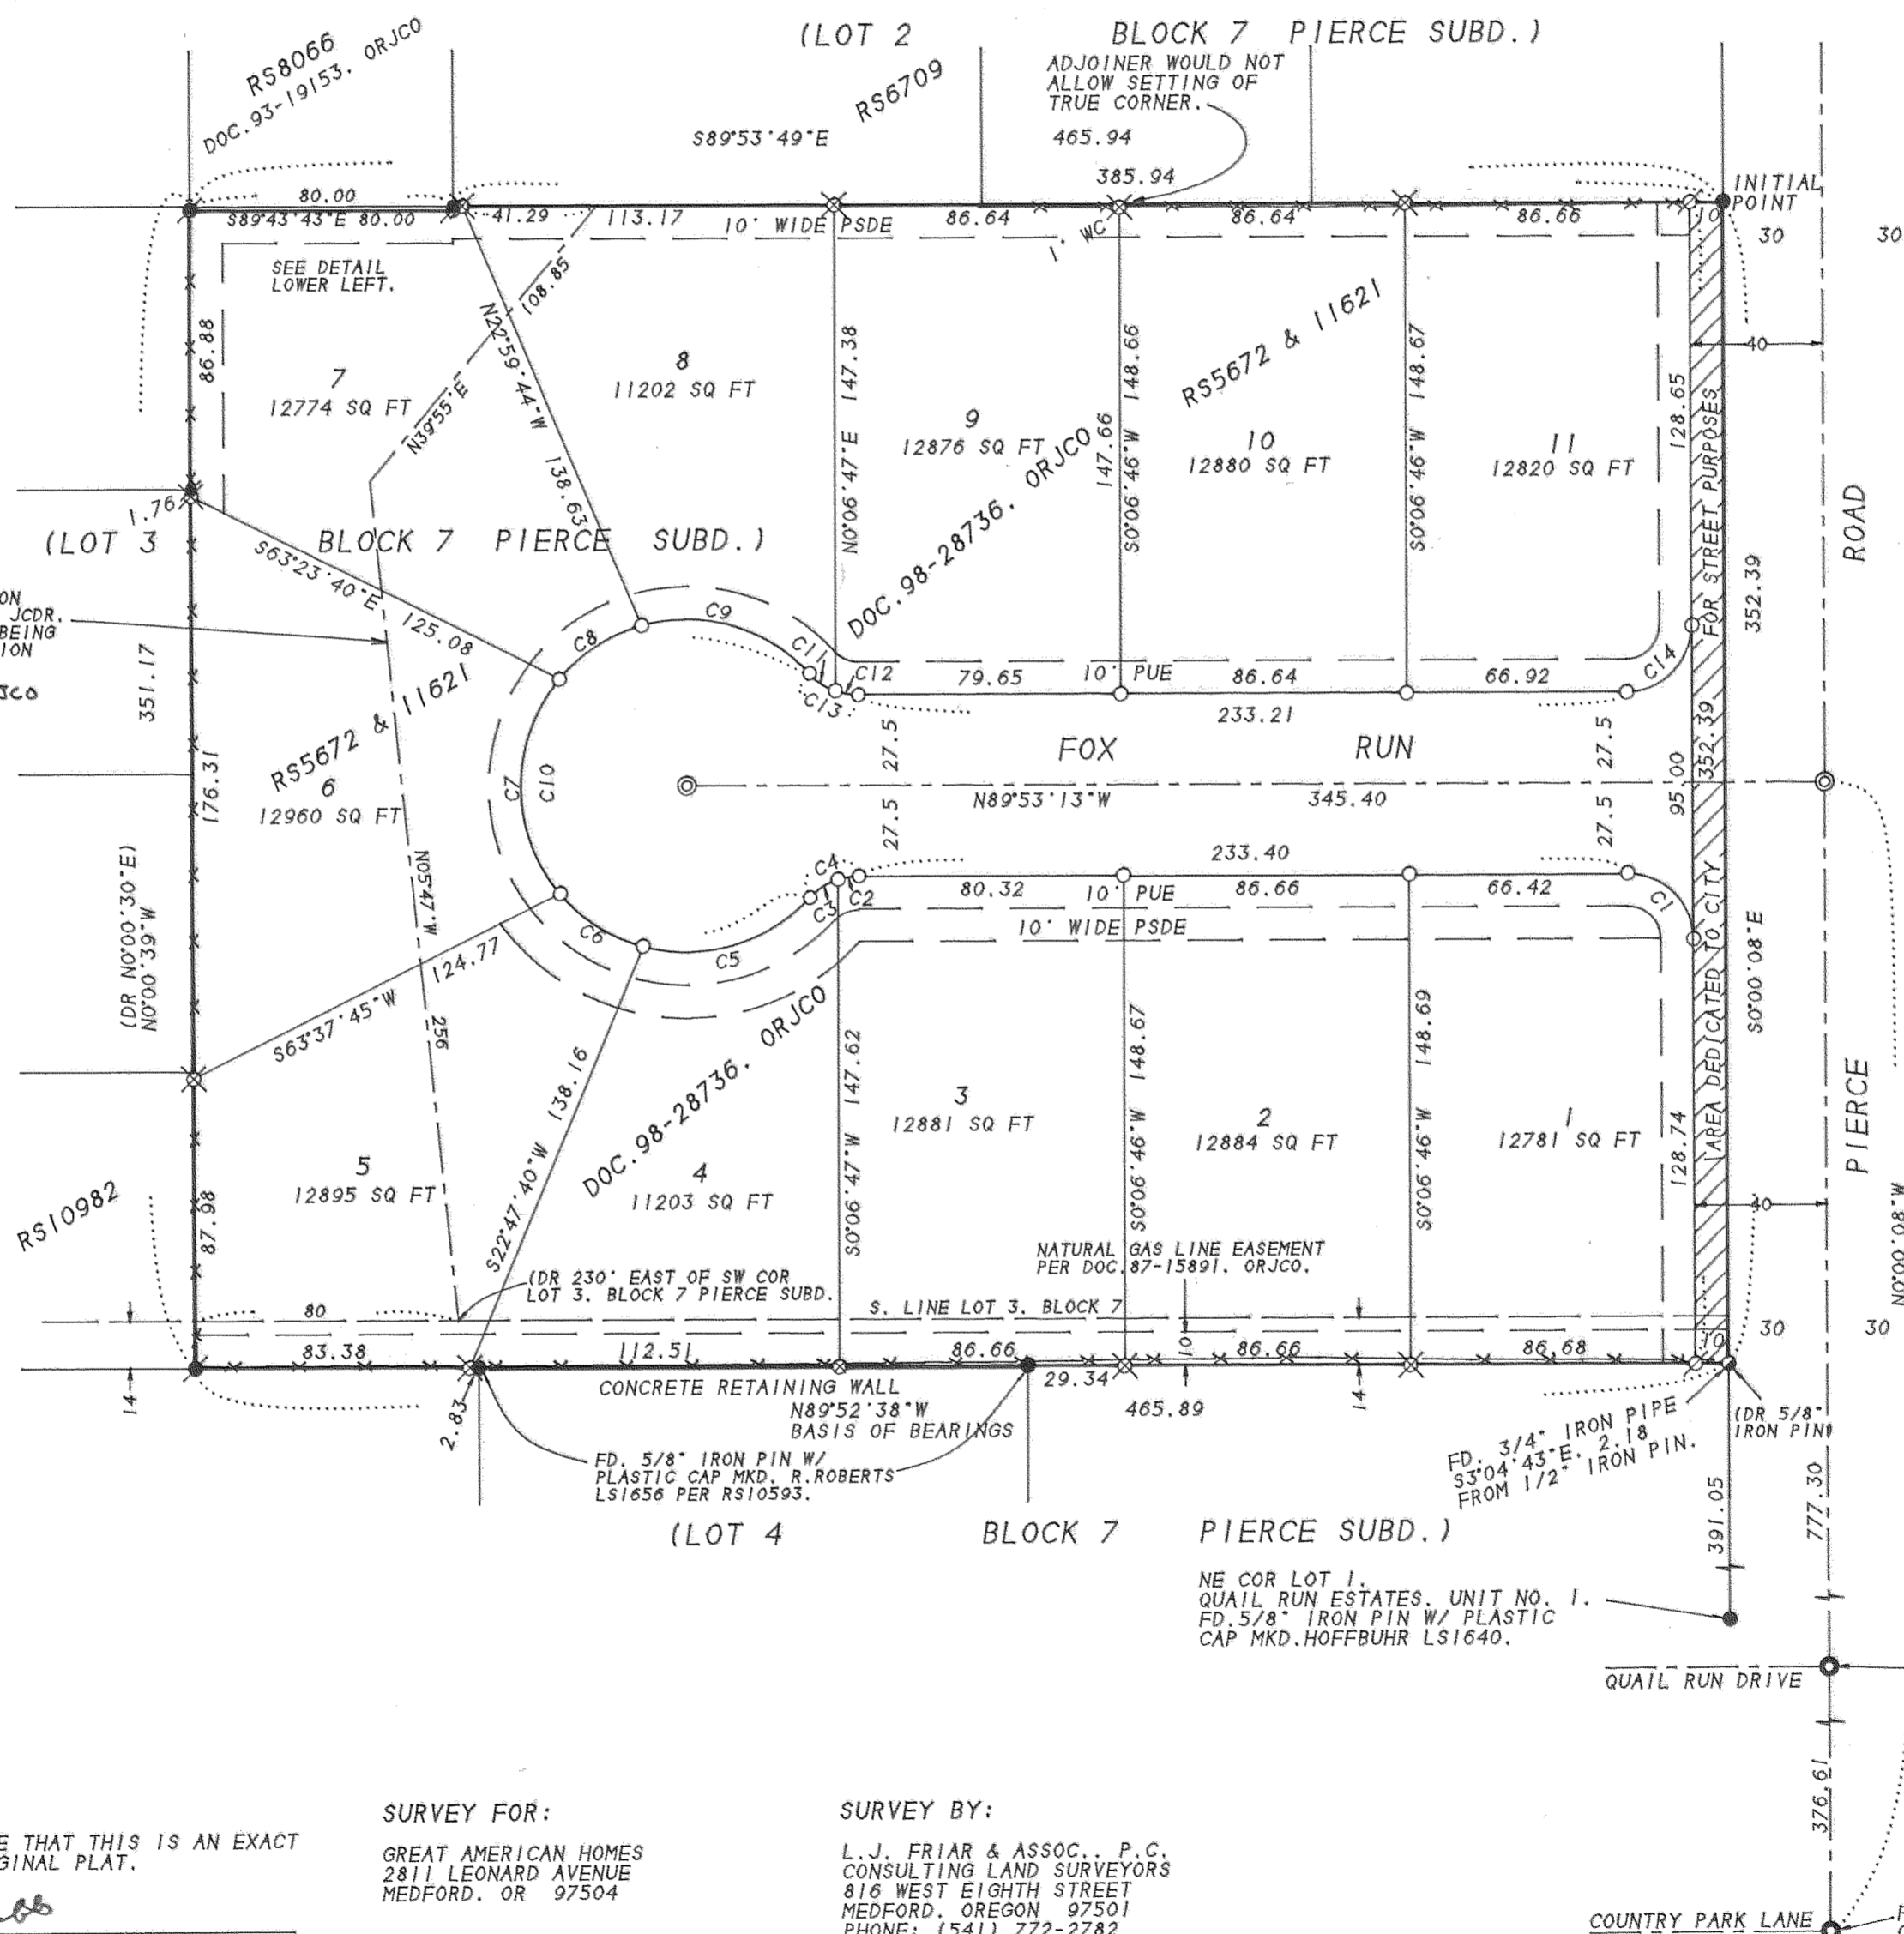 (LOT 2 BLOCK 7 PIERCE SUBD.)
RS8066
DOC.93-19153, ORJCO
RS6709
ADJOINER WOULD NOT
ALLOW SETTING OF
TRUE CORNER.
S89°53'49"E 465.94
385.94
80.00
S89°43'43"E 80.00
41.29 113.17 10' WIDE PSDE 86.64 86.64 86.66 10
1' WC
INITIAL
POINT
30 30
SEE DETAIL
LOWER LEFT.
86.88
7
12774 SQ FT
N39°55'E 108.85
N22°59'44"W 138.63
8
11202 SQ FT
N0°06'47"E 147.38
9
12876 SQ FT
147.66
S0°06'46"W 148.66
RS5672 & 11621
10
12880 SQ FT
S0°06'46"W 148.67
11
12820 SQ FT
128.65
40
1.76
(LOT 3 BLOCK 7 PIERCE SUBD.)
S63°23'40"E 125.08
DOC.98-28736, ORJCO
AREA DEDICATED TO CITY FOR STREET PURPOSES
352.39
352.39
ROAD
ON
JCDR.
BEING
ION
JCO
351.17
176.31
RS5672 & 11621
6
12960 SQ FT
C8
C9
C11
C12
C13
79.65 10' PUE 86.64 66.92
C14
233.21
C7
C10
27.5 27.5
FOX RUN
N89°53'13"W 345.40
27.5 27.5
95.00
233.40
C4
C3
C2
80.32 10' PUE 86.66 66.42
C1
10' WIDE PSDE
C6
C5
(DR N0°00'30"E)
N0°00'39"W
N05°47'W 256
S63°37'45"W 124.77
S22°47'40"W 138.16
DOC.98-28736, ORJCO
S0°06'47"W 147.62
3
12881 SQ FT
S0°06'46"W 148.67
2
12884 SQ FT
S0°06'46"W 148.69
1
12781 SQ FT
128.74
S0°00'08"E
PIERCE
N0°00'08"W
RS10982
87.98
5
12895 SQ FT
4
11203 SQ FT
40
NATURAL GAS LINE EASEMENT
PER DOC.87-15891, ORJCO.
(DR 230' EAST OF SW COR
LOT 3, BLOCK 7 PIERCE SUBD.
80
S. LINE LOT 3, BLOCK 7
30 30
83.38 112.51 86.66 10 86.66 86.68 10
14
14
2.83
CONCRETE RETAINING WALL
29.34
N89°52'38"W 465.89
BASIS OF BEARINGS
FD. 5/8" IRON PIN W/
PLASTIC CAP MKD. R.ROBERTS
LS1656 PER RS10593.
FD. 3/4" IRON PIPE
S3°04'43"E, 2.18
FROM 1/2" IRON PIN.
(DR 5/8"
IRON PIN)
391.05
777.30
(LOT 4 BLOCK 7 PIERCE SUBD.)
NE COR LOT 1,
QUAIL RUN ESTATES, UNIT NO. 1,
FD.5/8" IRON PIN W/ PLASTIC
CAP MKD.HOFFBUHR LS1640.
QUAIL RUN DRIVE
376.61
COUNTRY PARK LANE
E THAT THIS IS AN EXACT
GINAL PLAT.
SURVEY FOR:
GREAT AMERICAN HOMES
2811 LEONARD AVENUE
MEDFORD, OR 97504
SURVEY BY:
L.J. FRIAR & ASSOC., P.C.
CONSULTING LAND SURVEYORS
816 WEST EIGHTH STREET
MEDFORD, OREGON 97501
PHONE: (541) 772-2782